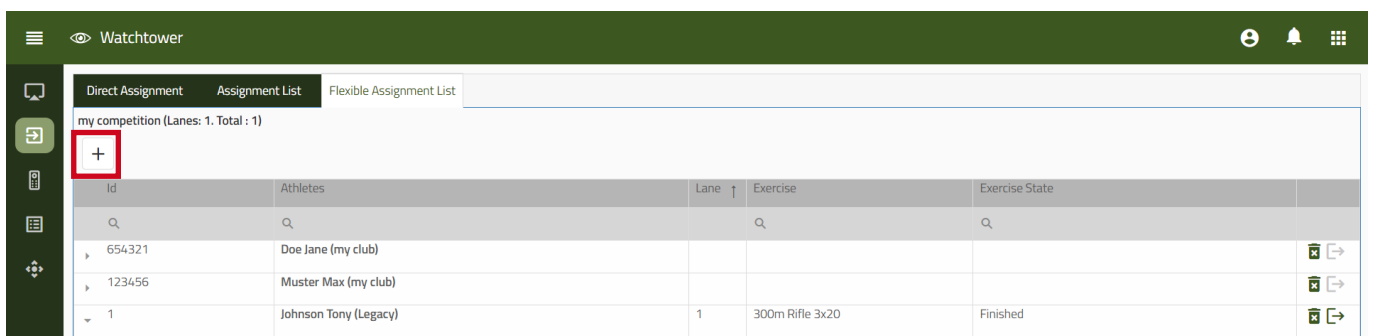 Watchtower
Direct Assignment Assignment List Flexible Assignment List
my competition (Lanes: 1. Total : 1)
Id Athletes Lane ↑ Exercise Exercise State
654321 Doe Jane (my club)
123456 Muster Max (my club)
1 Johnson Tony (Legacy) 1 300m Rifle 3x20 Finished